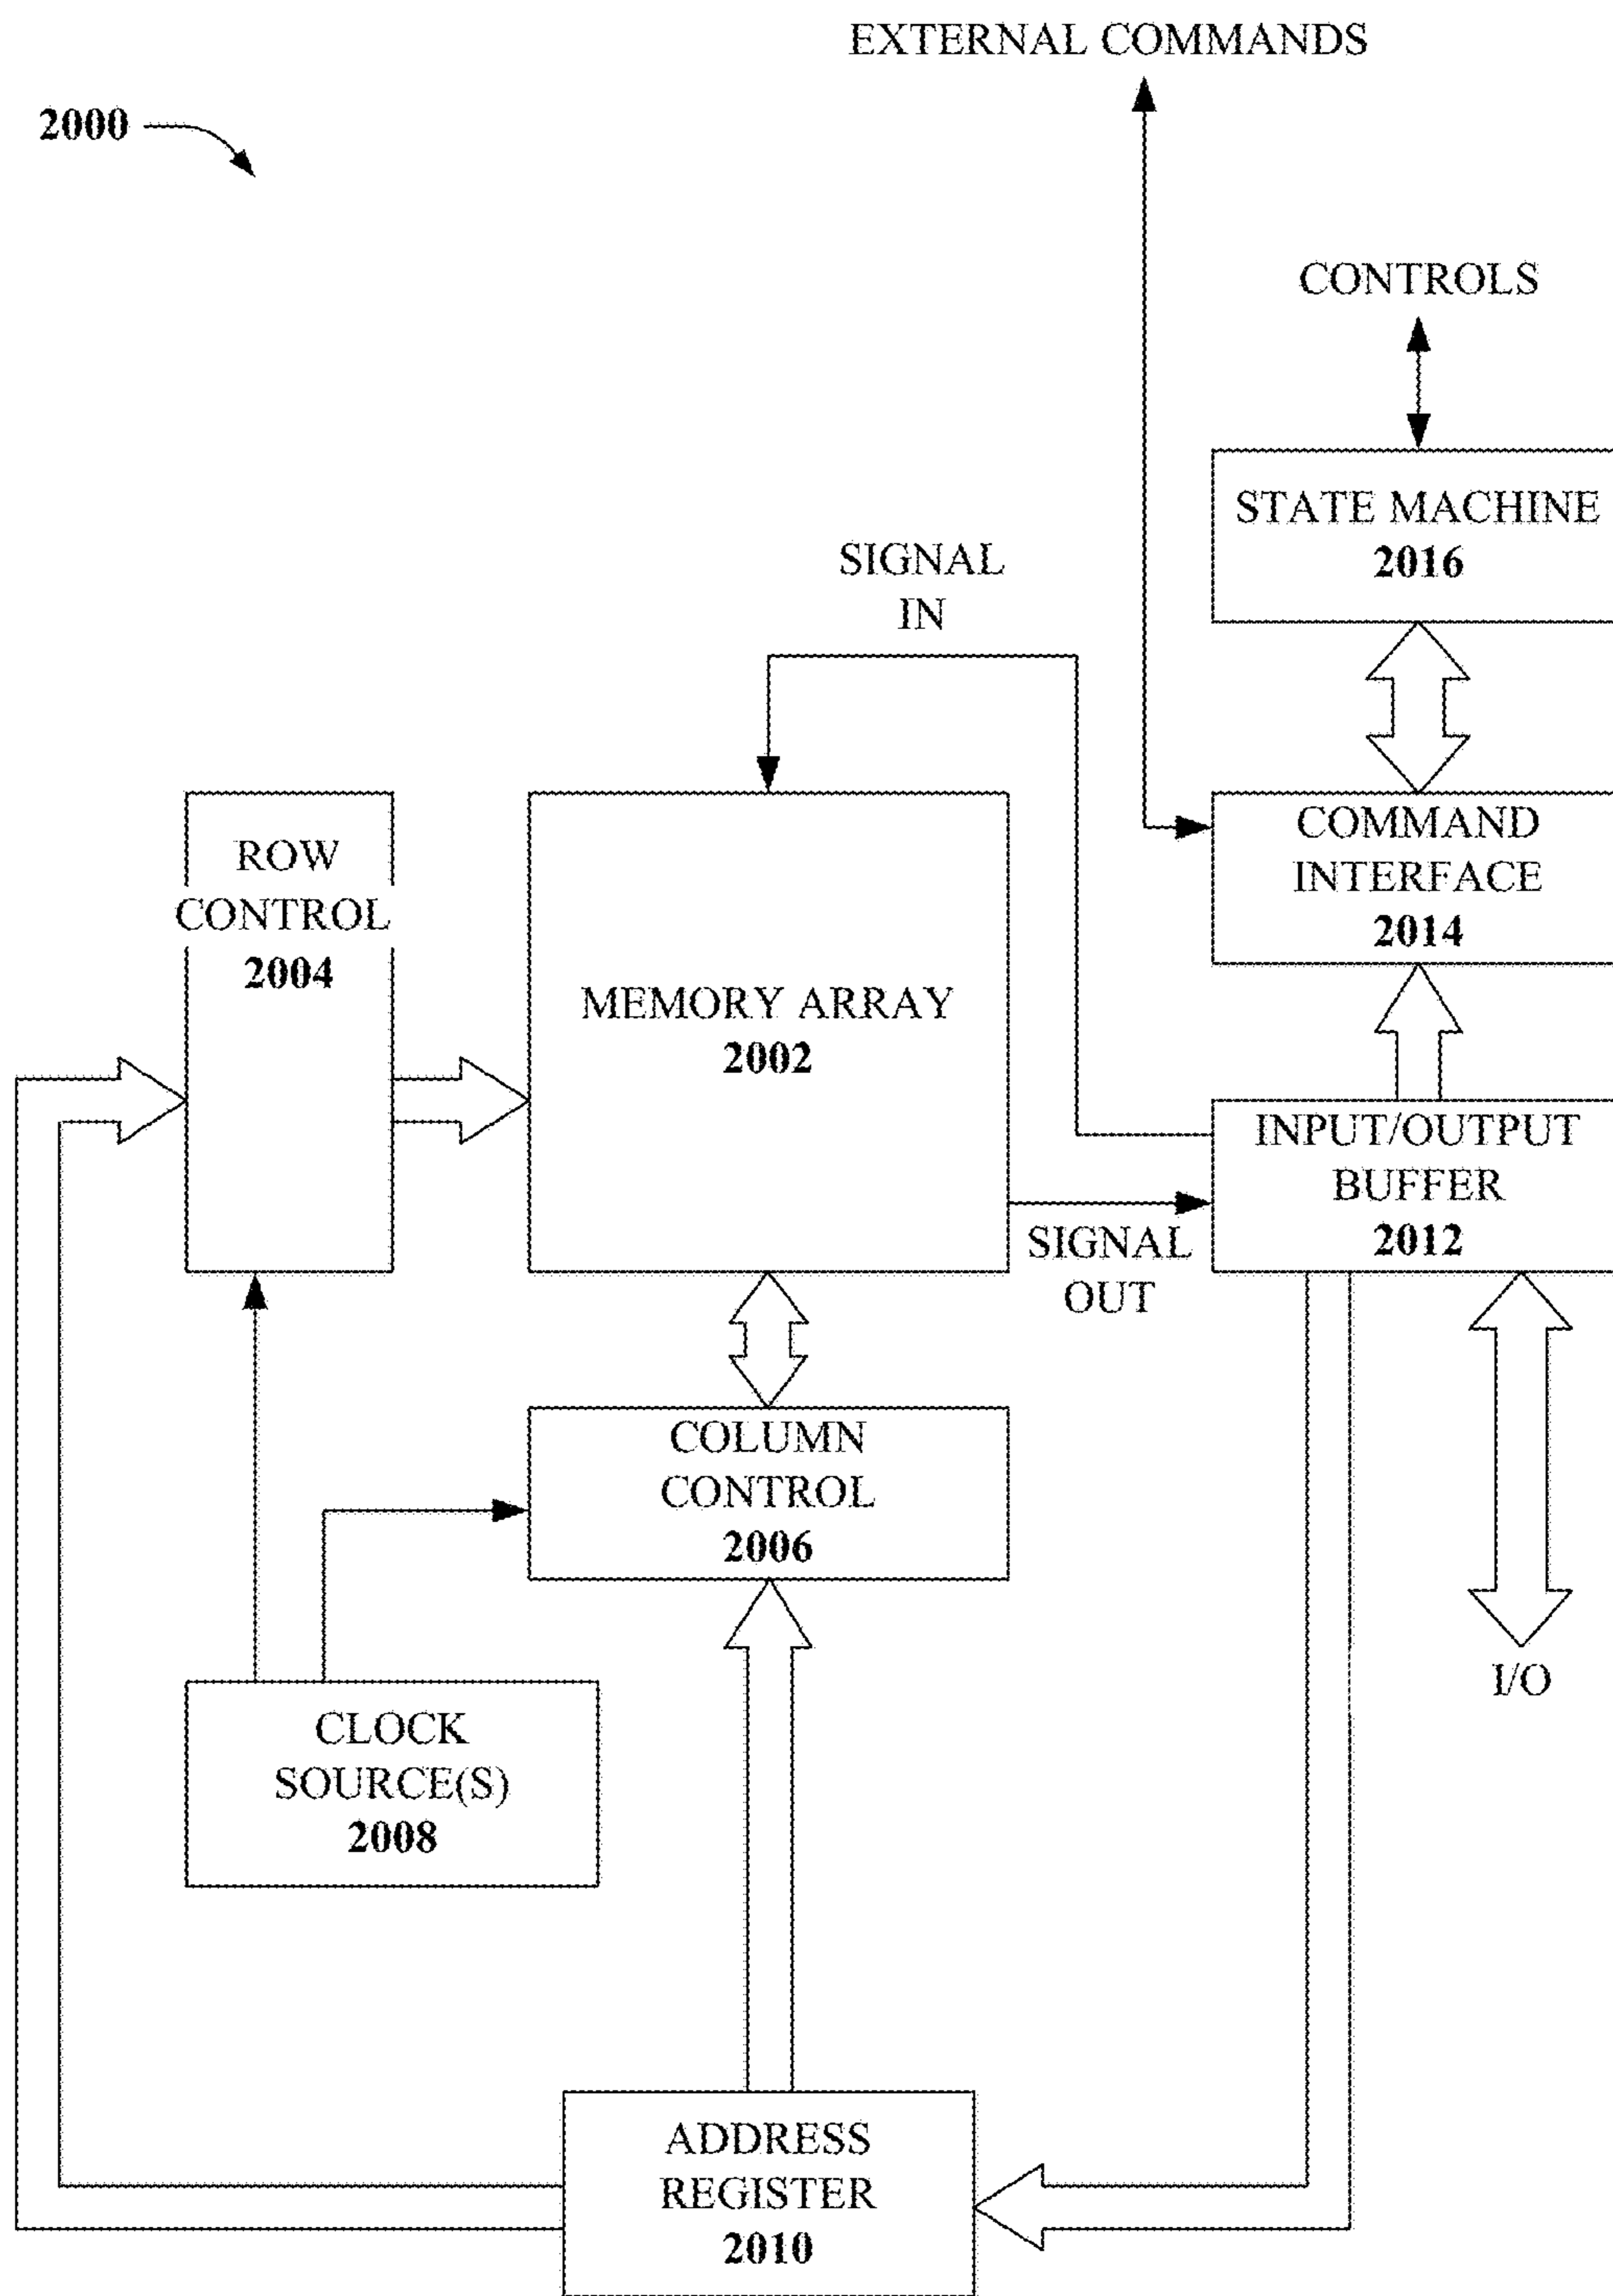 EXTERNAL COMMANDS
2000
CONTROLS
STATE MACHINE
2016
SIGNAL
IN
ROW
CONTROL
2004
MEMORY ARRAY
2002
COMMAND
INTERFACE
2014
INPUT/OUTPUT
BUFFER
2012
SIGNAL
OUT
COLUMN
CONTROL
2006
I/O
CLOCK
SOURCE(S)
2008
ADDRESS
REGISTER
2010